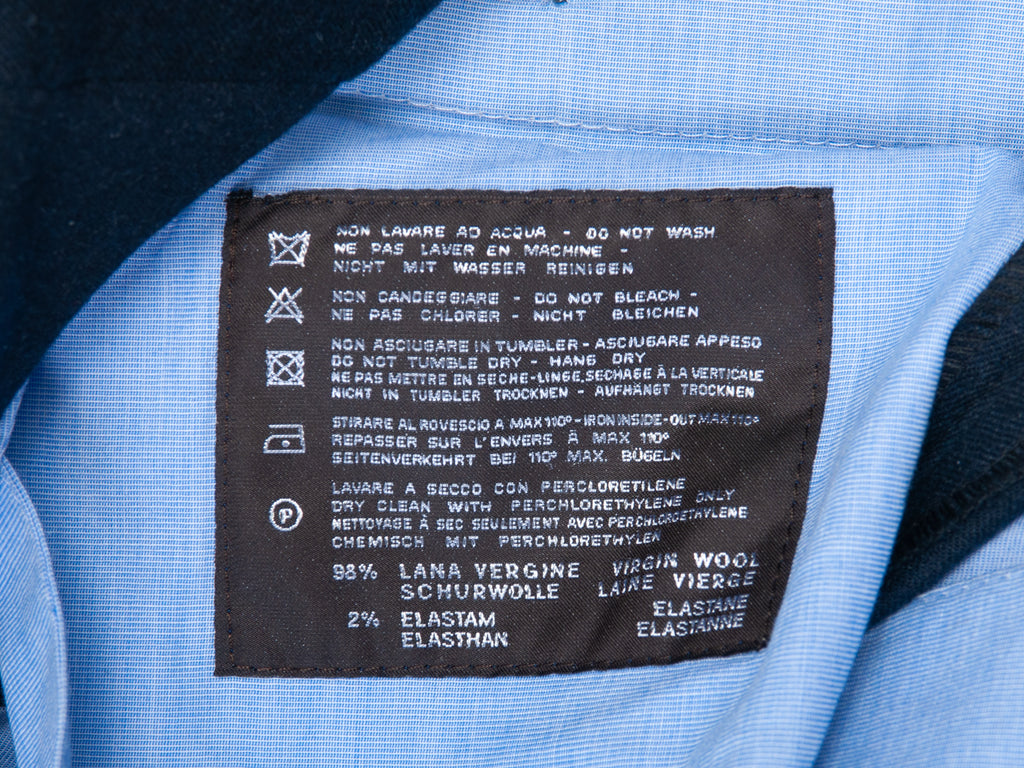 NON LAVARE AD ACQUA - DO NOT WASH
NE PAS LAVER EN MACHINE -
NICHT MIT WASSER REINIGEN
NON CANDEGGIARE - DO NOT BLEACH -
NE PAS CHLORER - NICHT BLEICHEN
NON ASCIUGARE IN TUMBLER - ASCIUGARE APPESO
DO NOT TUMBLE DRY - HANG DRY
NE PAS METTRE EN SECHE-LINGE, SECHAGE À LA VERTICALE
NICHT IN TUMBLER TROCKNEN - AUFHÄNGT TROCKNEN
STIRARE AL ROVESCIO A MAX 110° - IRON INSIDE-OUT MAX 110°
REPASSER SUR L'ENVERS À MAX 110°
SEITENVERKEHRT BEI 110° MAX. BÜGELN
LAVARE A SECCO CON PERCLORETILENE
DRY CLEAN WITH PERCHLORETHYLENE ONLY
P
NETTOYAGE À SEC SEULEMENT AVEC PERCHLOROETHYLENE
CHEMISCH MIT PERCHLORETHYLEN
98% LANA VERGINE VIRGIN WOOL
SCHURWOLLE LAINE VIERGE
2% ELASTAM ELASTANE
ELASTHAN ELASTANNE